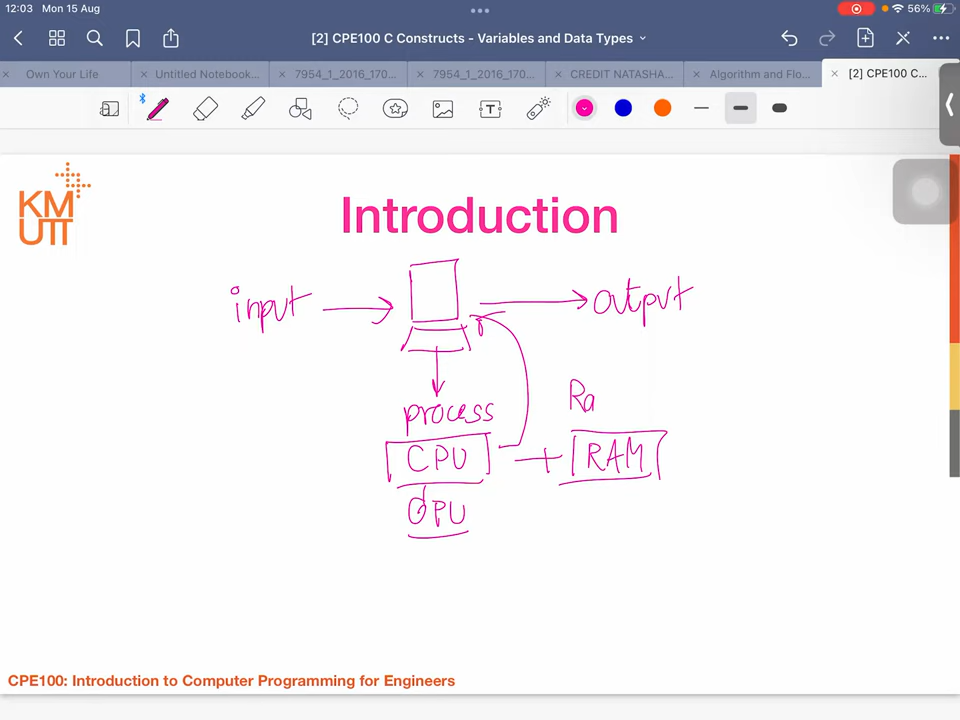 12:03 Mon 15 Aug
56%
[2] CPE100 C Constructs - Variables and Data Types
Own Your Life
Untitled Notebook...
7954_1_2016_170...
7954_1_2016_170...
CREDIT NATASHA...
Algorithm and Flo...
[2] CPE100 C...
T
KM
UTT
Introduction
input
output
process
Ra
CPU
+ RAM
GPU
CPE100: Introduction to Computer Programming for Engineers